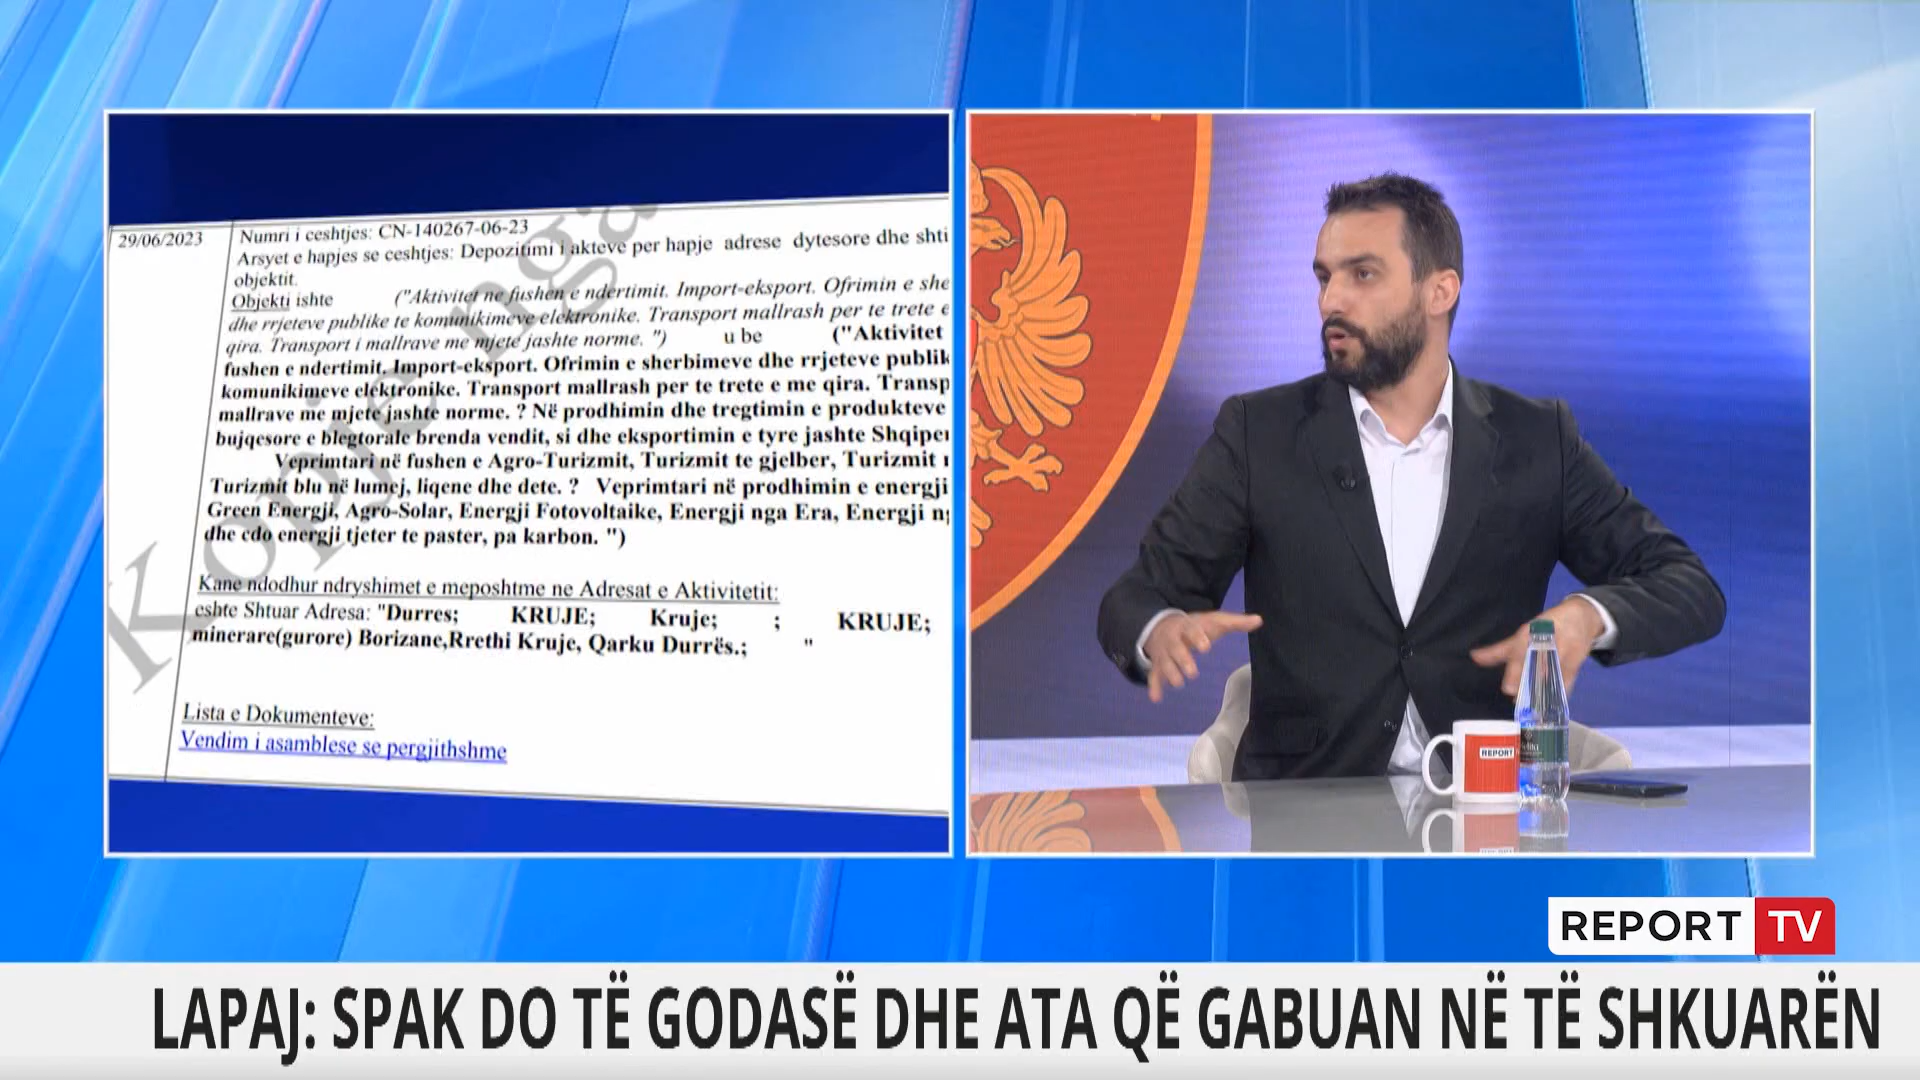 Kopje nga
29/06/2023
Numri i ceshtjes: CN-140267-06-23
Arsyet e hapjes se ceshtjes: Depozitimi i akteve per hapje adrese dytesore dhe shti
objektit.
Objekti ishte ("Aktivitet ne fushen e ndertimit. Import-eksport. Ofrimin e she
dhe rrjeteve publike te komunikimeve elektronike. Transport mallrash per te trete e
qira. Transport i mallrave me mjete jashte norme. ") u be ("Aktivitet
fushen e ndertimit. Import-eksport. Ofrimin e sherbimeve dhe rrjeteve publik
komunikimeve elektronike. Transport mallrash per te trete e me qira. Transp
mallrave me mjete jashte norme. ? Në prodhimin dhe tregtimin e produkteve
bujqesore e blegtorale brenda vendit, si dhe eksportimin e tyre jashte Shqiper
Veprimtari në fushen e Agro-Turizmit, Turizmit te gjelber, Turizmit
Turizmit blu në lumej, liqene dhe dete. ? Veprimtari në prodhimin e energji
Green Energji, Agro-Solar, Energji Fotovoltaike, Energji nga Era, Energji
dhe cdo energji tjeter te paster, pa karbon. ")
Kane ndodhur ndryshimet e meposhtme ne Adresat e Aktivitetit:
eshte Shtuar Adresa: "Durres; KRUJE; Kruje; ; KRUJE;
minerare(gurore) Borizane,Rrethi Kruje, Qarku Durrës.; "
Lista e Dokumenteve:
Vendim i asamblese se pergjithshme
REPORT
REPORT TV
LAPAJ: SPAK DO TË GODASË DHE ATA QË GABUAN NË TË SHKUARËN